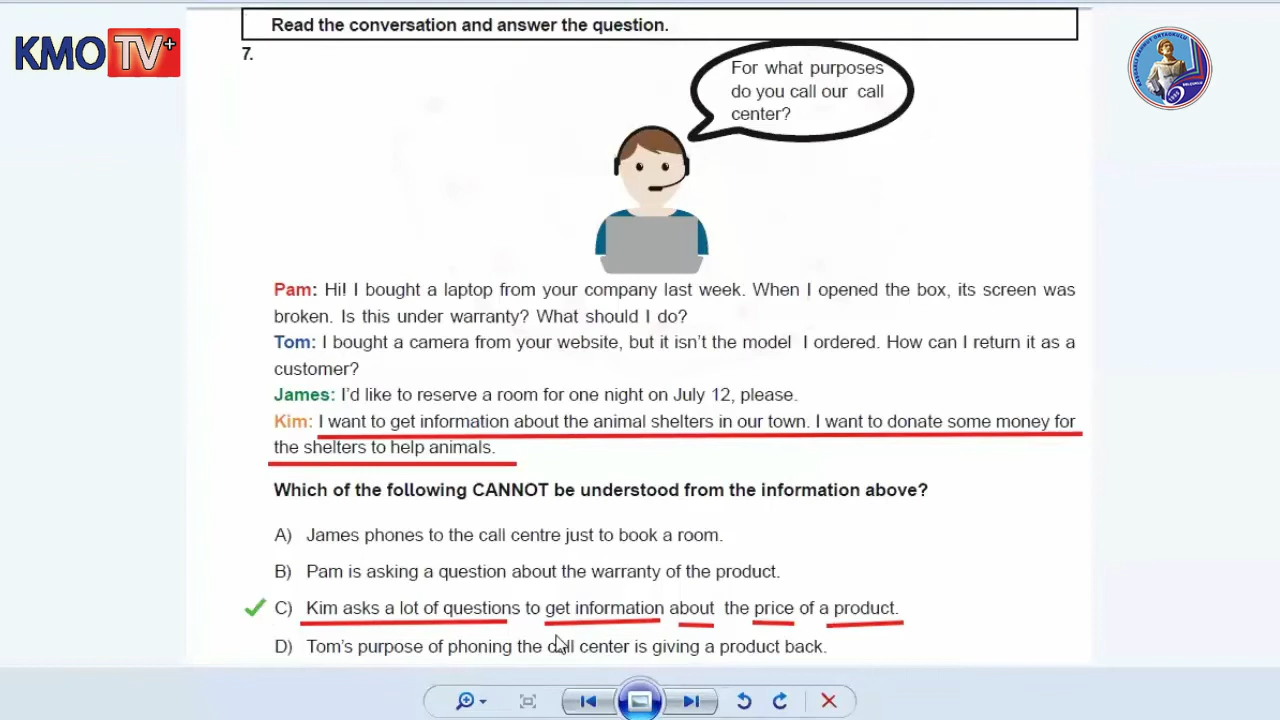 Read the conversation and answer the question.
KMO TV+
7.
For what purposes
do you call our call
center?
Pam: Hi! I bought a laptop from your company last week. When I opened the box, its screen was
broken. Is this under warranty? What should I do?
Tom: I bought a camera from your website, but it isn't the model I ordered. How can I return it as a
customer?
James: I'd like to reserve a room for one night on July 12, please.
Kim: I want to get information about the animal shelters in our town. I want to donate some money for
the shelters to help animals.
Which of the following CANNOT be understood from the information above?
A) James phones to the call centre just to book a room.
B) Pam is asking a question about the warranty of the product.
C) Kim asks a lot of questions to get information about the price of a product.
D) Tom's purpose of phoning the call center is giving a product back.